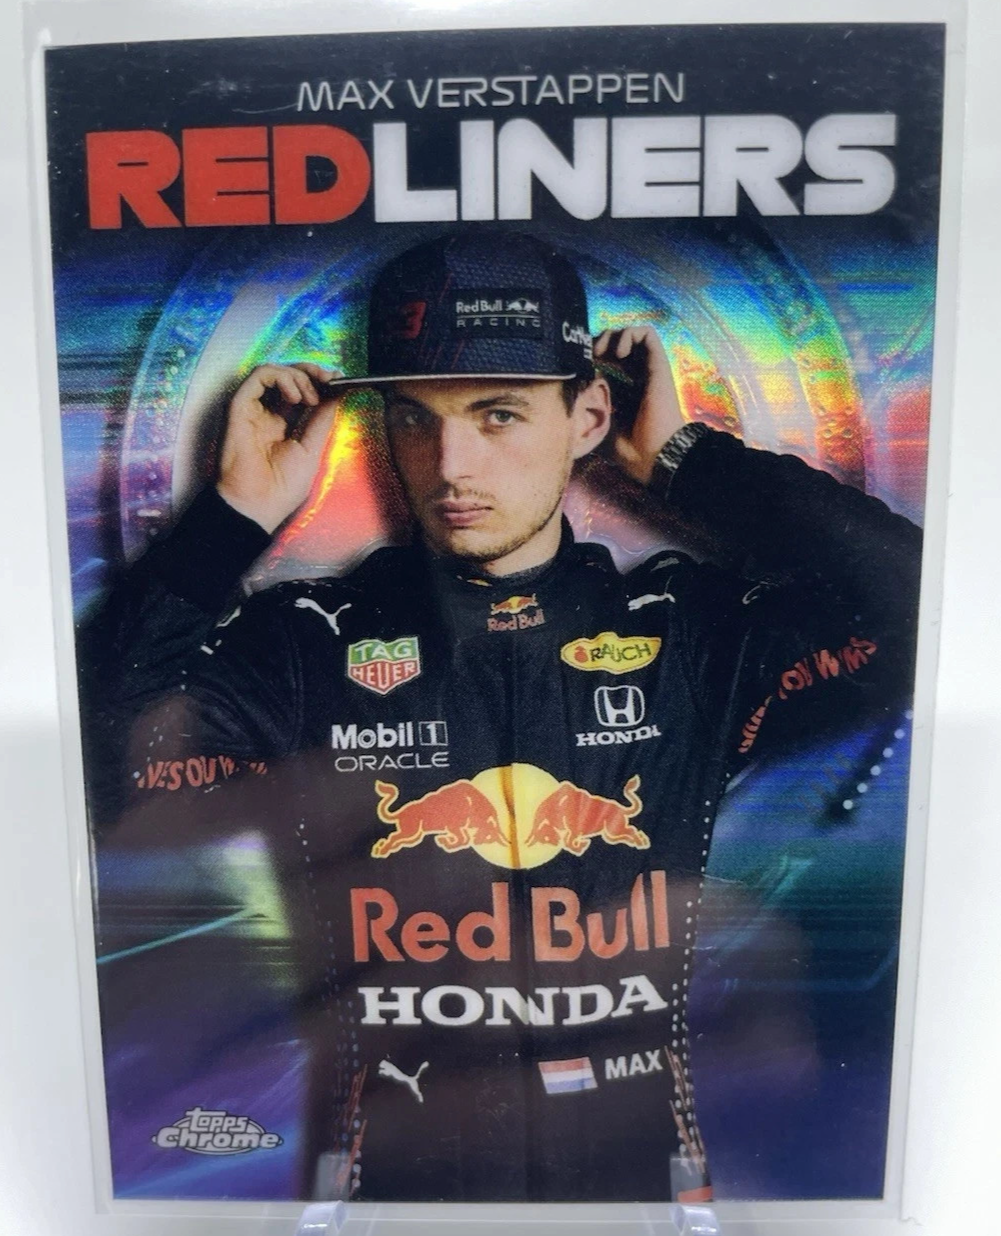 MAX VERSTAPPEN
REDLINERS
Red Bull
RACING
Red Bull
TAG
HEUER
RAUCH
Mobil 1
ORACLE
HONDA
Red Bull
HONDA
MAX
topps
Chrome